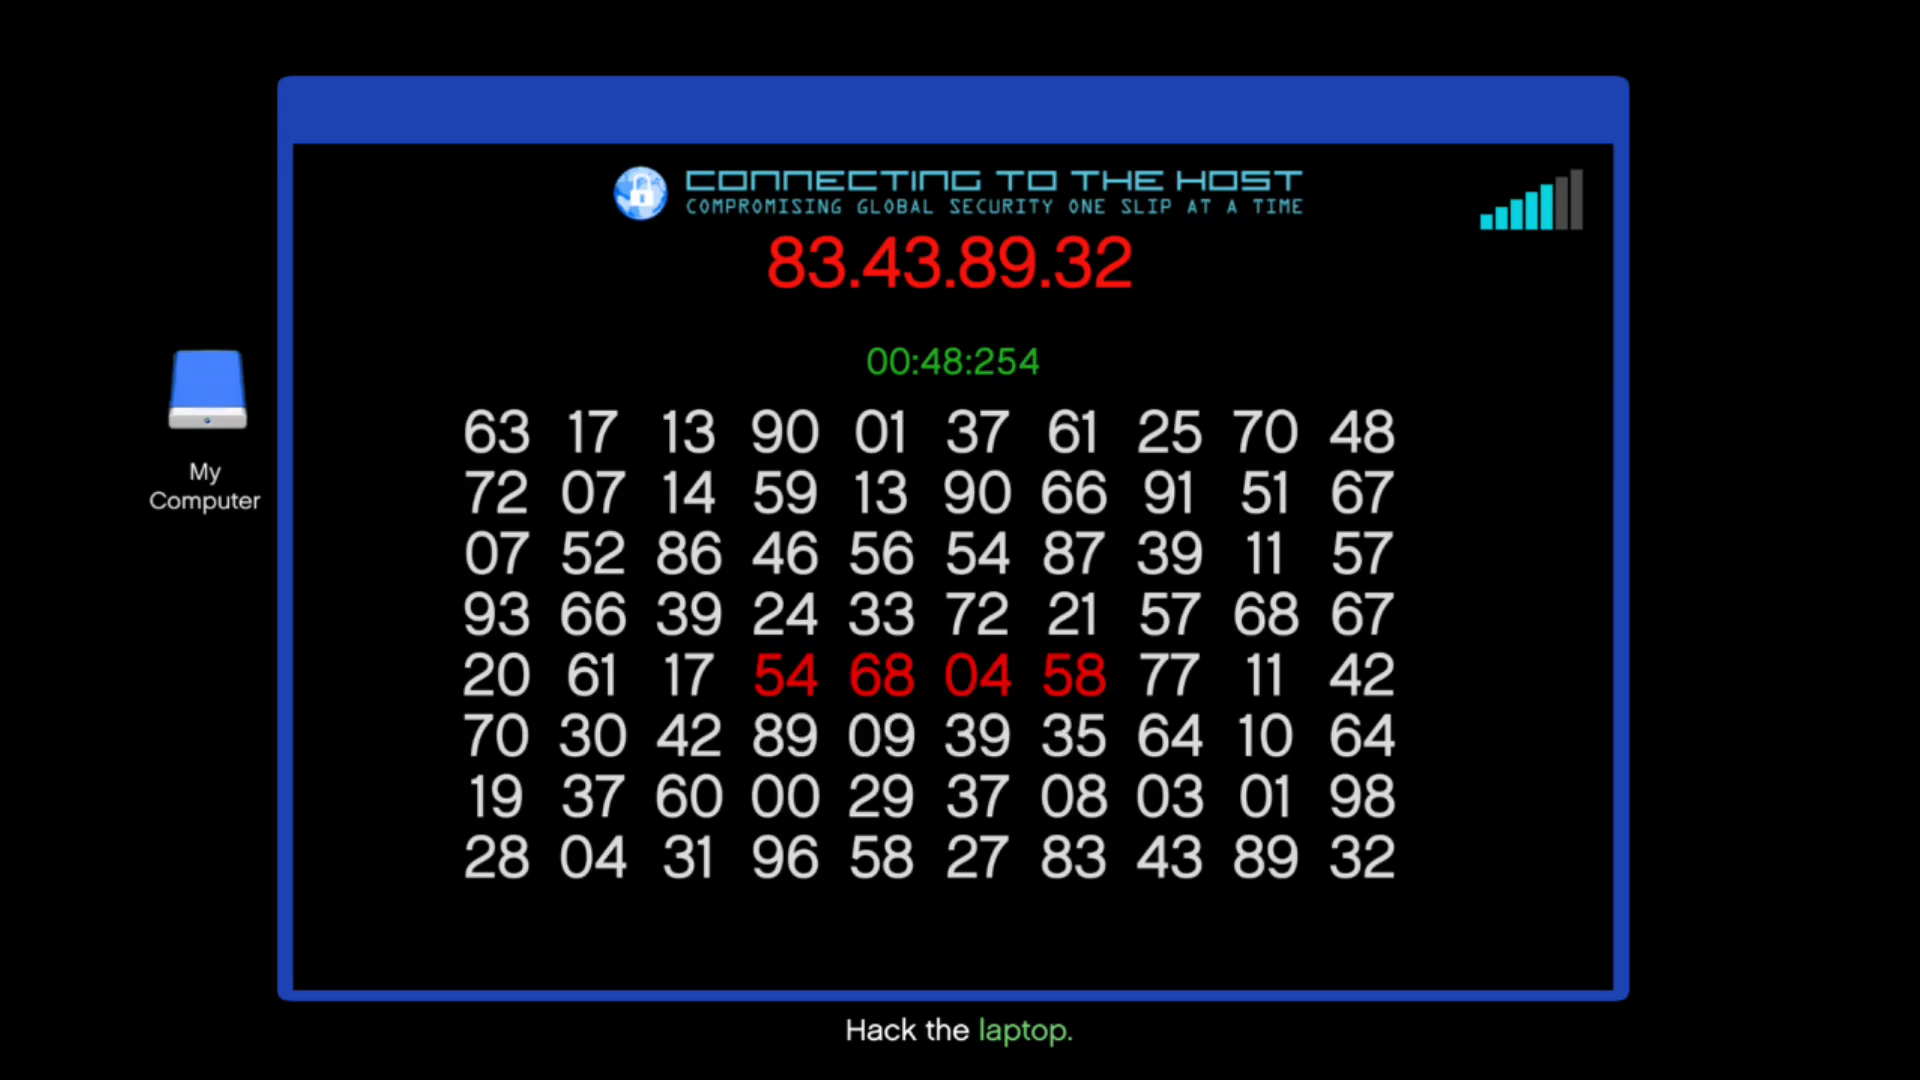 CONNECTING TO THE HOST
COMPROMISING GLOBAL SECURITY ONE SLIP AT A TIME
83.43.89.32
00:48:254
63 17 13 90 01 37 61 25 70 48
72 07 14 59 13 90 66 91 51 67
07 52 86 46 56 54 87 39 11 57
93 66 39 24 33 72 21 57 68 67
20 61 17 54 68 04 58 77 11 42
70 30 42 89 09 39 35 64 10 64
19 37 60 00 29 37 08 03 01 98
28 04 31 96 58 27 83 43 89 32
My
Computer
Hack the laptop.